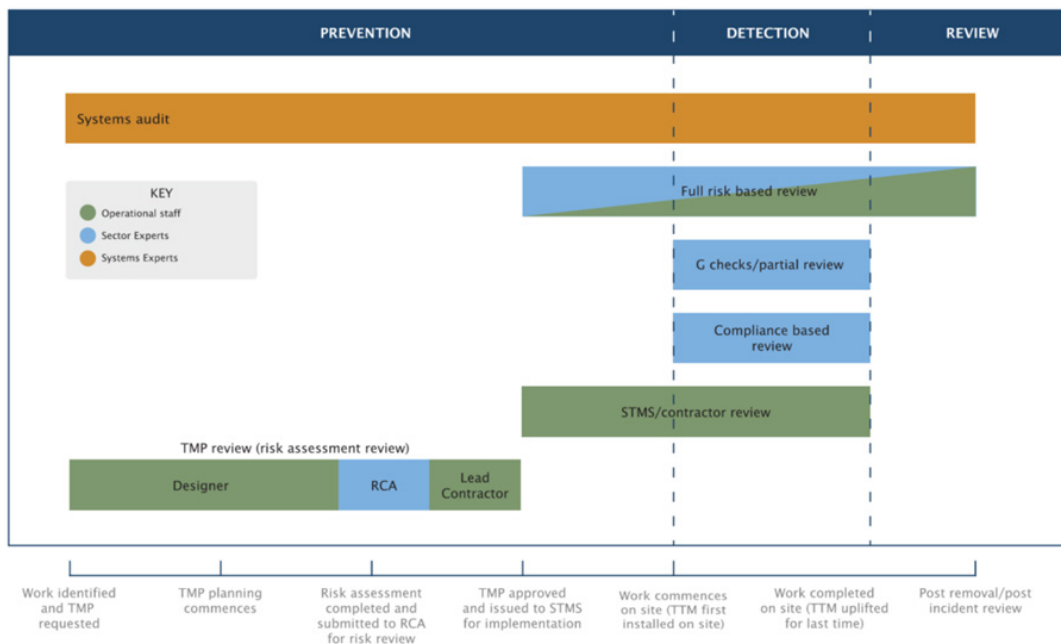 PREVENTION
DETECTION
REVIEW
Systems audit
Full risk based review
KEY
Operational staff
Sector Experts
Systems Experts
G checks/partial review
Compliance based
review
STMS/contractor review
TMP review (risk assessment review)
Designer
RCA
Lead
Contractor
Work identified
and TMP
requested
TMP planning
commences
Risk assessment
completed and
submitted to RCA
for risk review
TMP approved
and issued to STMS
for implementation
Work commences
on site (TTM first
installed on site)
Work completed
on site (TTM uplifted
for last time)
Post removal/post
incident review